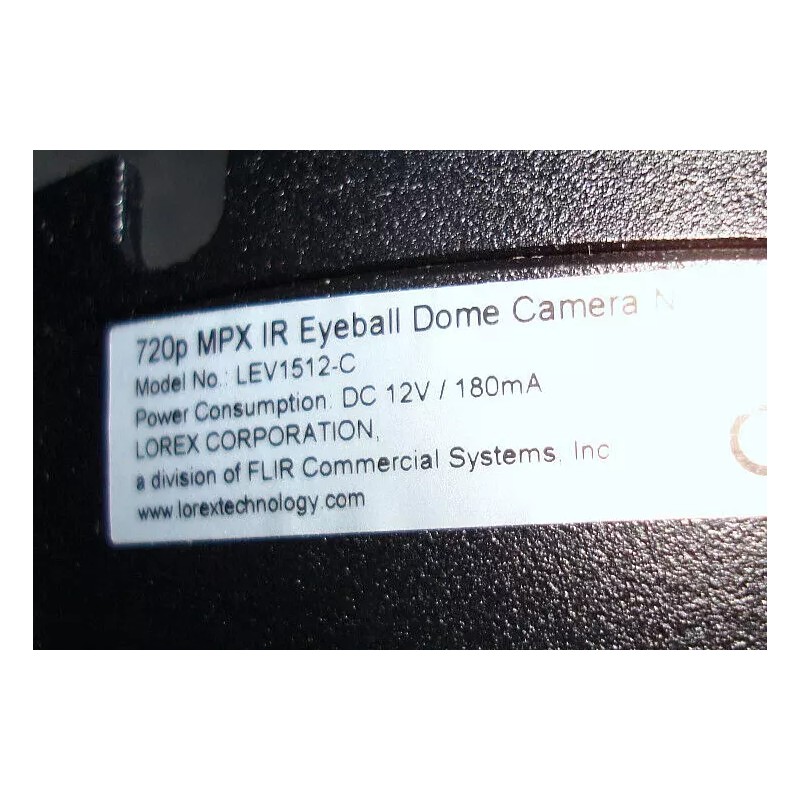 720p MPX IR Eyeball Dome Camera N
Model No.: LEV1512-C
Power Consumption: DC 12V / 180mA
LOREX CORPORATION,
a division of FLIR Commercial Systems, Inc
www.lorextechnology.com